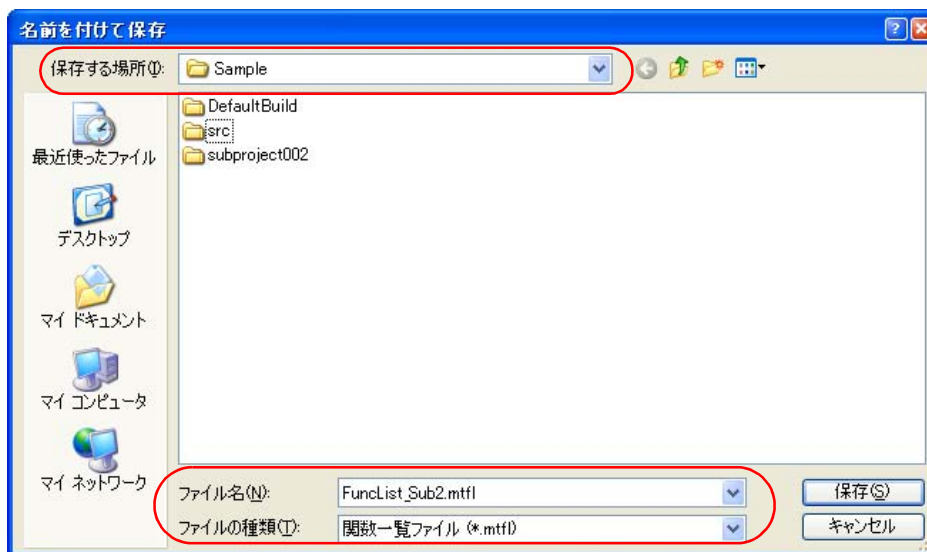 名前を付けて保存
保存する場所(I): Sample
DefaultBuild
src
subproject002
最近使ったファイル
デスクトップ
マイ ドキュメント
マイ コンピュータ
マイ ネットワーク
ファイル名(N): FuncList_Sub2.mtfl 保存(S)
ファイルの種類(T): 関数一覧ファイル (*.mtfl) キャンセル